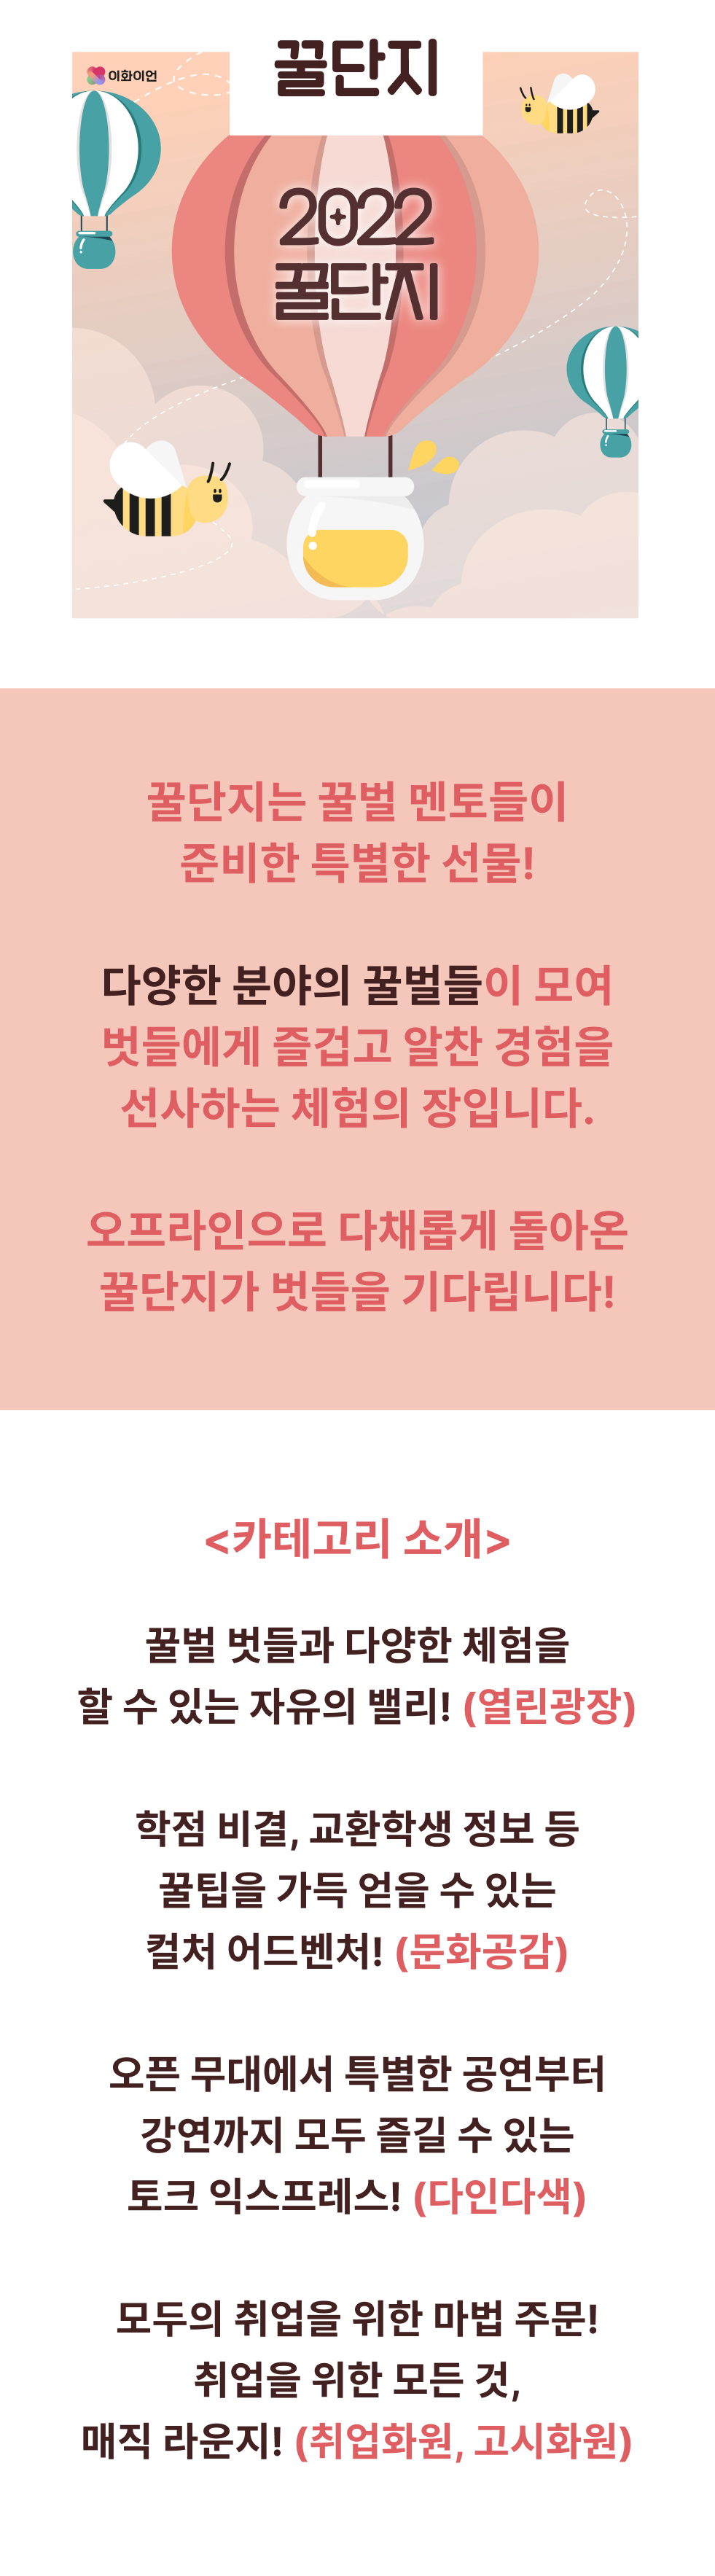 꿀단지
이화이언
2022
꿀단지
꿀단지는 꿀벌 멘토들이
준비한 특별한 선물!
다양한 분야의 꿀벌들이 모여
벗들에게 즐겁고 알찬 경험을
선사하는 체험의 장입니다.
오프라인으로 다채롭게 돌아온
꿀단지가 벗들을 기다립니다!
<카테고리 소개>
꿀벌 벗들과 다양한 체험을
할 수 있는 자유의 밸리! (열린광장)
학점 비결, 교환학생 정보 등
꿀팁을 가득 얻을 수 있는
컬처 어드벤처! (문화공감)
오픈 무대에서 특별한 공연부터
강연까지 모두 즐길 수 있는
토크 익스프레스! (다인다색)
모두의 취업을 위한 마법 주문!
취업을 위한 모든 것,
매직 라운지! (취업화원, 고시화원)